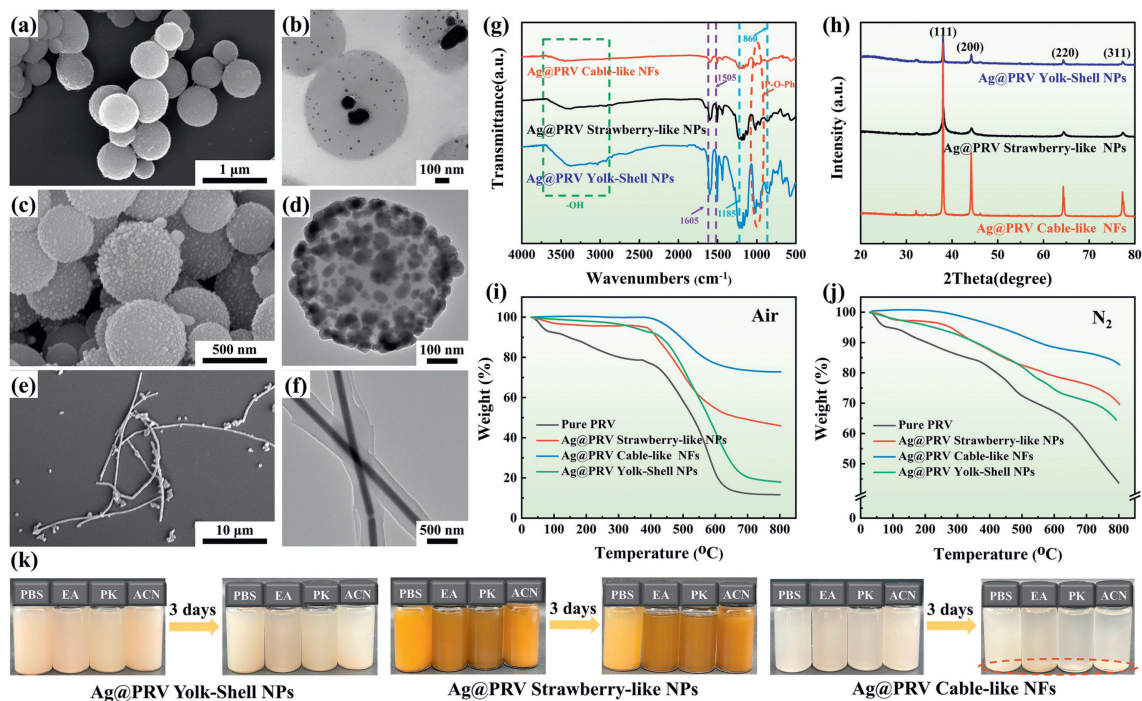 (a)
1 μm
(b)
100 nm
(c)
500 nm
(d)
100 nm
(e)
10 μm
(f)
500 nm
(g)
Transmittance(a.u.)
860
Ag@PRV Cable-like NFs
1505
P-O-Ph
Ag@PRV Strawberry-like NPs
Ag@PRV Yolk-Shell NPs
1605
1185
-OH
4000 3500 3000 2500 2000 1500 1000 500
Wavenumbers (cm⁻¹)
(h)
Intensity (a.u.)
(111)
(200)
(220)
(311)
Ag@PRV Yolk-Shell NPs
Ag@PRV Strawberry-like NPs
Ag@PRV Cable-like NFs
20 30 40 50 60 70 80
2Theta(degree)
(i)
Air
Weight (%)
100
80
60
40
20
0
Pure PRV
Ag@PRV Strawberry-like NPs
Ag@PRV Cable-like NFs
Ag@PRV Yolk-Shell NPs
0 100 200 300 400 500 600 700 800
Temperature (⁰C)
(j)
N₂
Weight (%)
100
90
80
70
60
50
0
Pure PRV
Ag@PRV Strawberry-like NPs
Ag@PRV Cable-like NFs
Ag@PRV Yolk-Shell NPs
0 100 200 300 400 500 600 700 800
Temperature (⁰C)
(k)
PBS EA PK ACN
3 days
PBS EA PK ACN
Ag@PRV Yolk-Shell NPs
PBS EA PK ACN
3 days
PBS EA PK ACN
Ag@PRV Strawberry-like NPs
PBS EA PK ACN
3 days
PBS EA PK ACN
Ag@PRV Cable-like NFs